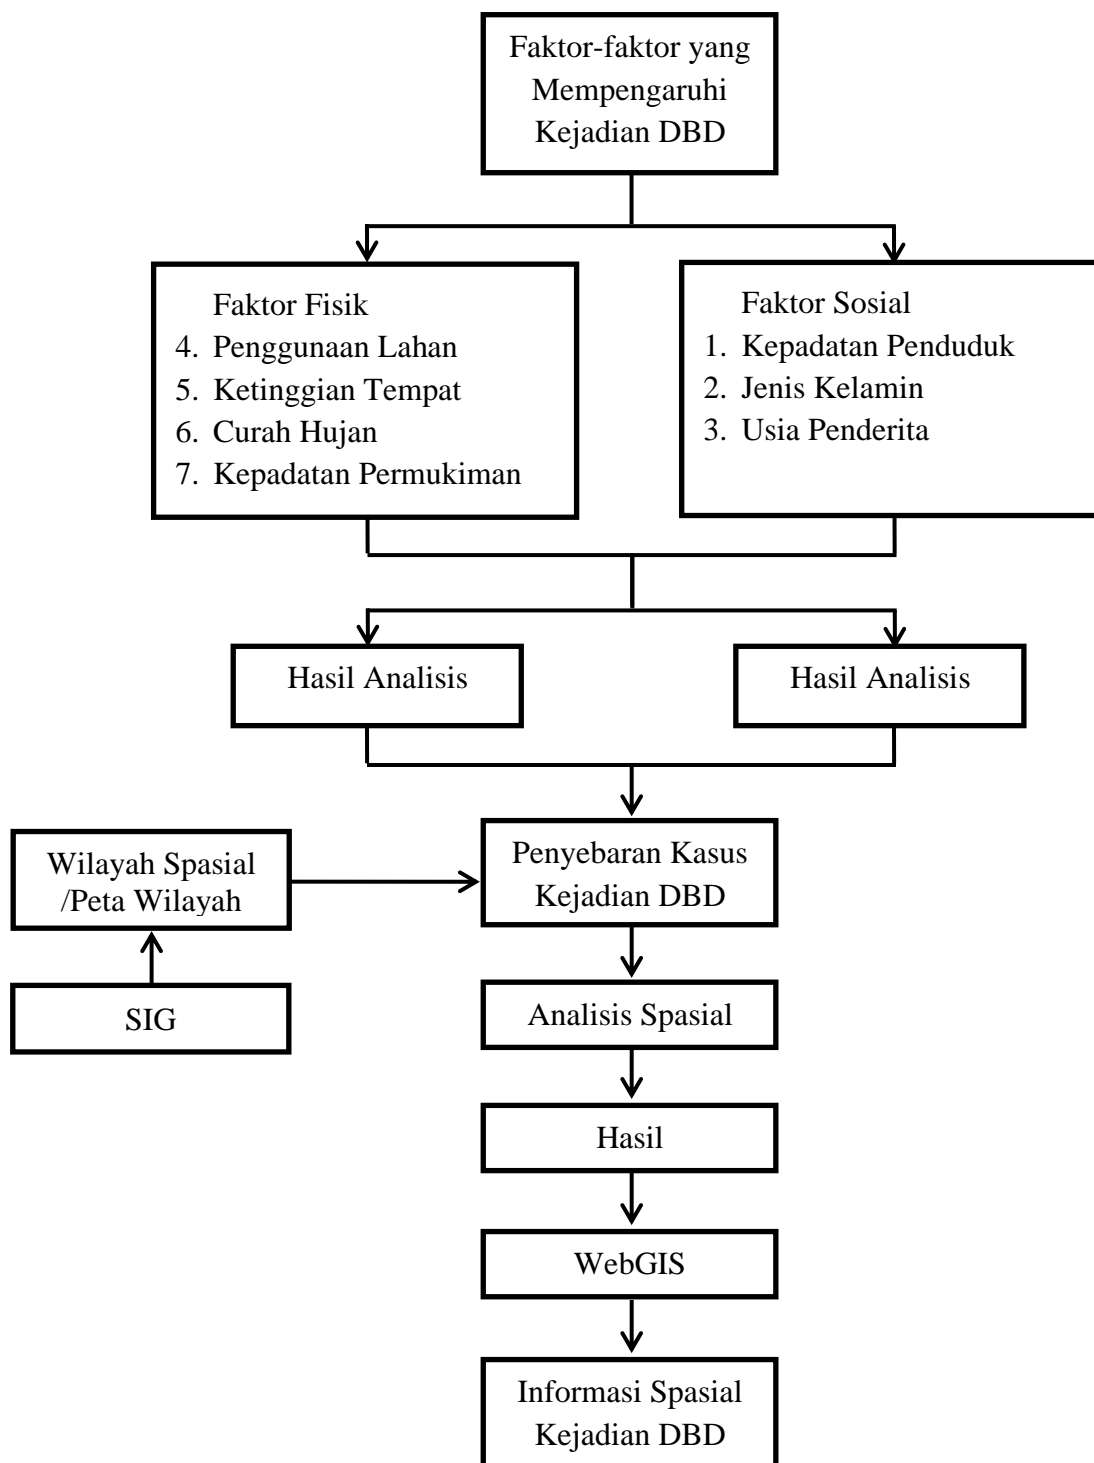 Faktor-faktor yang
Mempengaruhi
Kejadian DBD
Faktor Fisik
4. Penggunaan Lahan
5. Ketinggian Tempat
6. Curah Hujan
7. Kepadatan Permukiman
Faktor Sosial
1. Kepadatan Penduduk
2. Jenis Kelamin
3. Usia Penderita
Hasil Analisis
Hasil Analisis
Wilayah Spasial
/Peta Wilayah
Penyebaran Kasus
Kejadian DBD
SIG
Analisis Spasial
Hasil
WebGIS
Informasi Spasial
Kejadian DBD